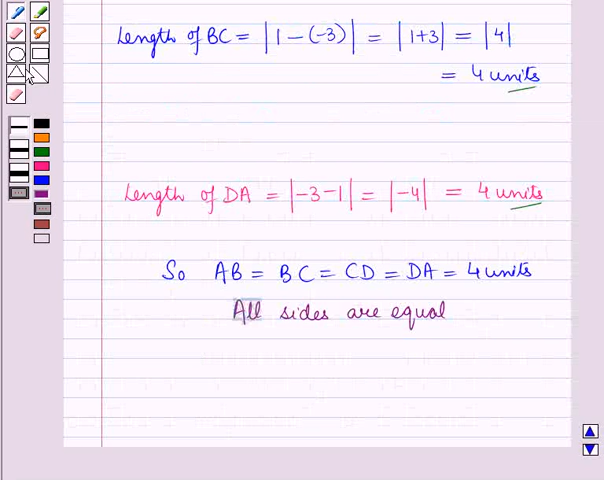 Length of BC = |1-(-3)| = |1+3| = |4|
= 4 units
Length of DA = |-3-1| = |-4| = 4 units
So AB = BC = CD = DA = 4 units
All sides are equal